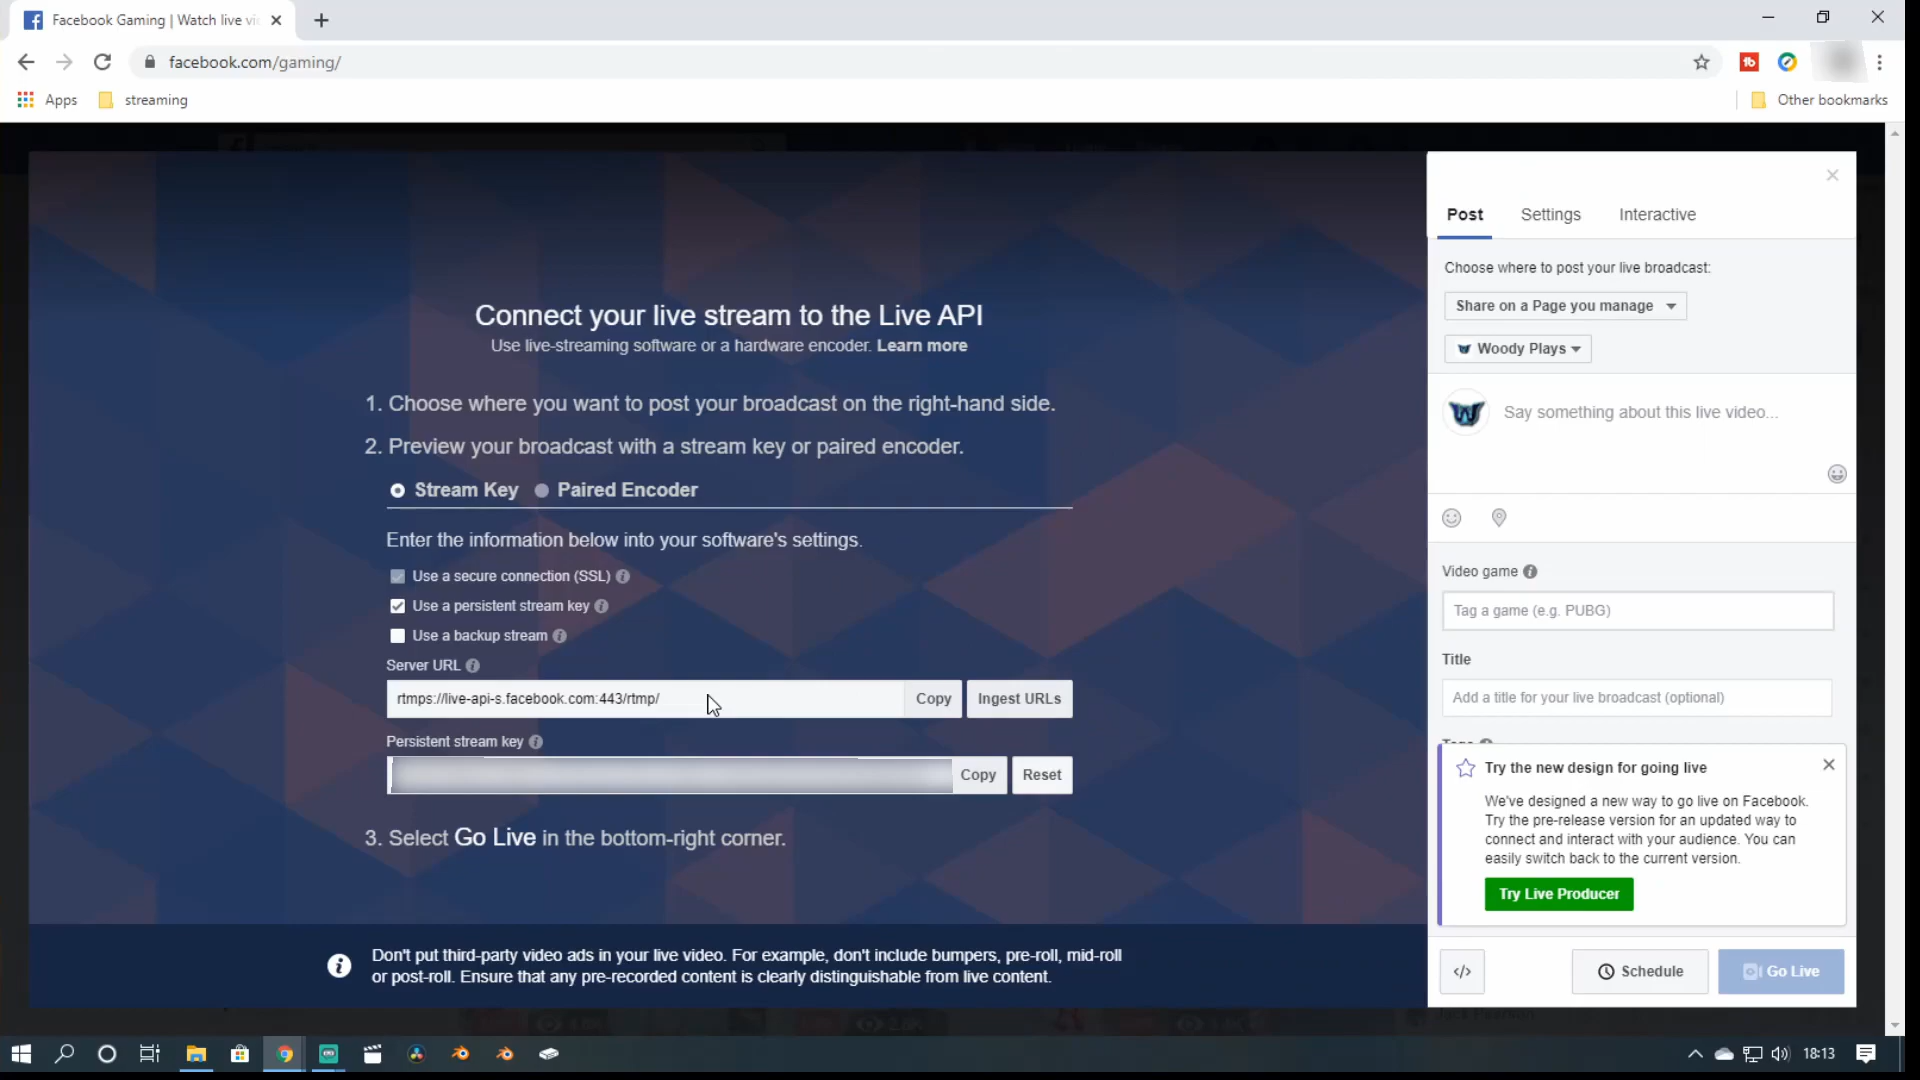 Facebook Gaming | Watch live vi
facebook.com/gaming/
Apps
streaming
Other bookmarks
Connect your live stream to the Live API
Use live-streaming software or a hardware encoder. Learn more
1. Choose where you want to post your broadcast on the right-hand side.
2. Preview your broadcast with a stream key or paired encoder.
Stream Key
Paired Encoder
Enter the information below into your software's settings.
Use a secure connection (SSL)
Use a persistent stream key
Use a backup stream
Server URL
rtmps://live-api-s.facebook.com:443/rtmp/
Copy
Ingest URLs
Persistent stream key
Copy
Reset
3. Select Go Live in the bottom-right corner.
Don't put third-party video ads in your live video. For example, don't include bumpers, pre-roll, mid-roll
or post-roll. Ensure that any pre-recorded content is clearly distinguishable from live content.
Post
Settings
Interactive
Choose where to post your live broadcast:
Share on a Page you manage
Woody Plays
Say something about this live video...
Video game
Tag a game (e.g. PUBG)
Title
Add a title for your live broadcast (optional)
Try the new design for going live
We've designed a new way to go live on Facebook.
Try the pre-release version for an updated way to
connect and interact with your audience. You can
easily switch back to the current version.
Try Live Producer
</>
Schedule
Go Live
18:13